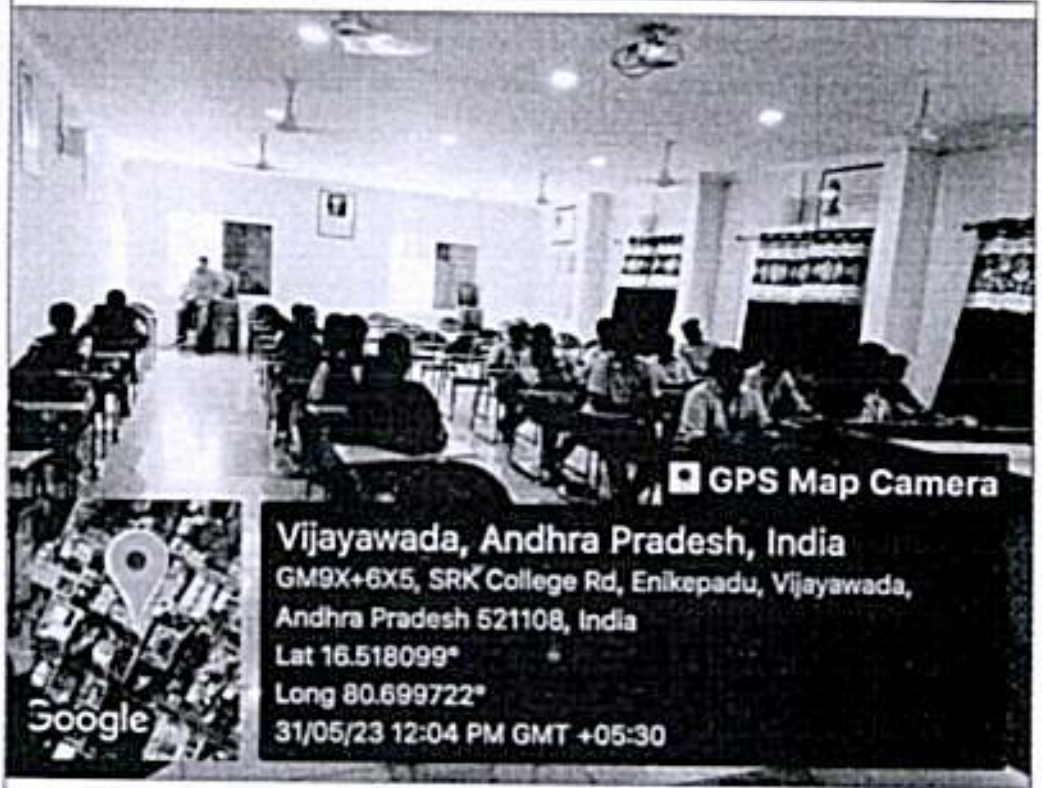 GPS Map Camera
Vijayawada, Andhra Pradesh, India
GM9X+6X5, SRK College Rd, Enikepadu, Vijayawada,
Andhra Pradesh 521108, India
Lat 16.518099°
Long 80.699722°
31/05/23 12:04 PM GMT +05:30
Google